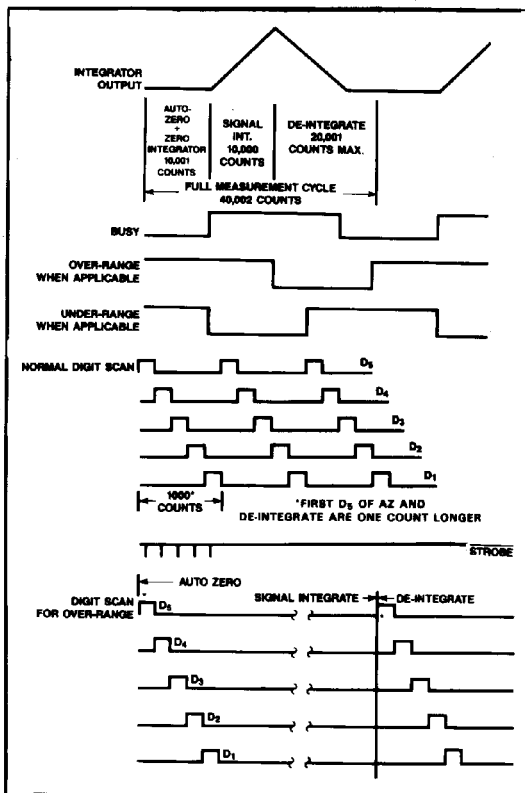 INTEGRATOR
OUTPUT
AUTO-
ZERO
+
ZERO
INTEGRATOR
10,001
COUNTS
SIGNAL
INT.
10,000
COUNTS
DE-INTEGRATE
20,001
COUNTS MAX.
FULL MEASUREMENT CYCLE
40,002 COUNTS
BUSY
OVER-RANGE
WHEN APPLICABLE
UNDER-RANGE
WHEN APPLICABLE
NORMAL DIGIT SCAN
D5
D4
D3
D2
D1
1000*
COUNTS
*FIRST D5 OF AZ AND
DE-INTEGRATE ARE ONE COUNT LONGER
STROBE
AUTO ZERO
SIGNAL INTEGRATE
DE-INTEGRATE
DIGIT SCAN
FOR OVER-RANGE
*
D5
*
D4
D3
D2
D1